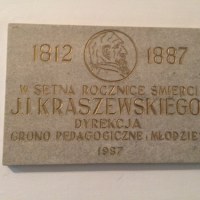 1812 1887
W SETNĄ ROCZNICĘ ŚMIERCI
J.I.KRASZEWSKIEGO
DYREKCJA
GRONO PEDAGOGICZNE I MŁODZIEŻ
1987